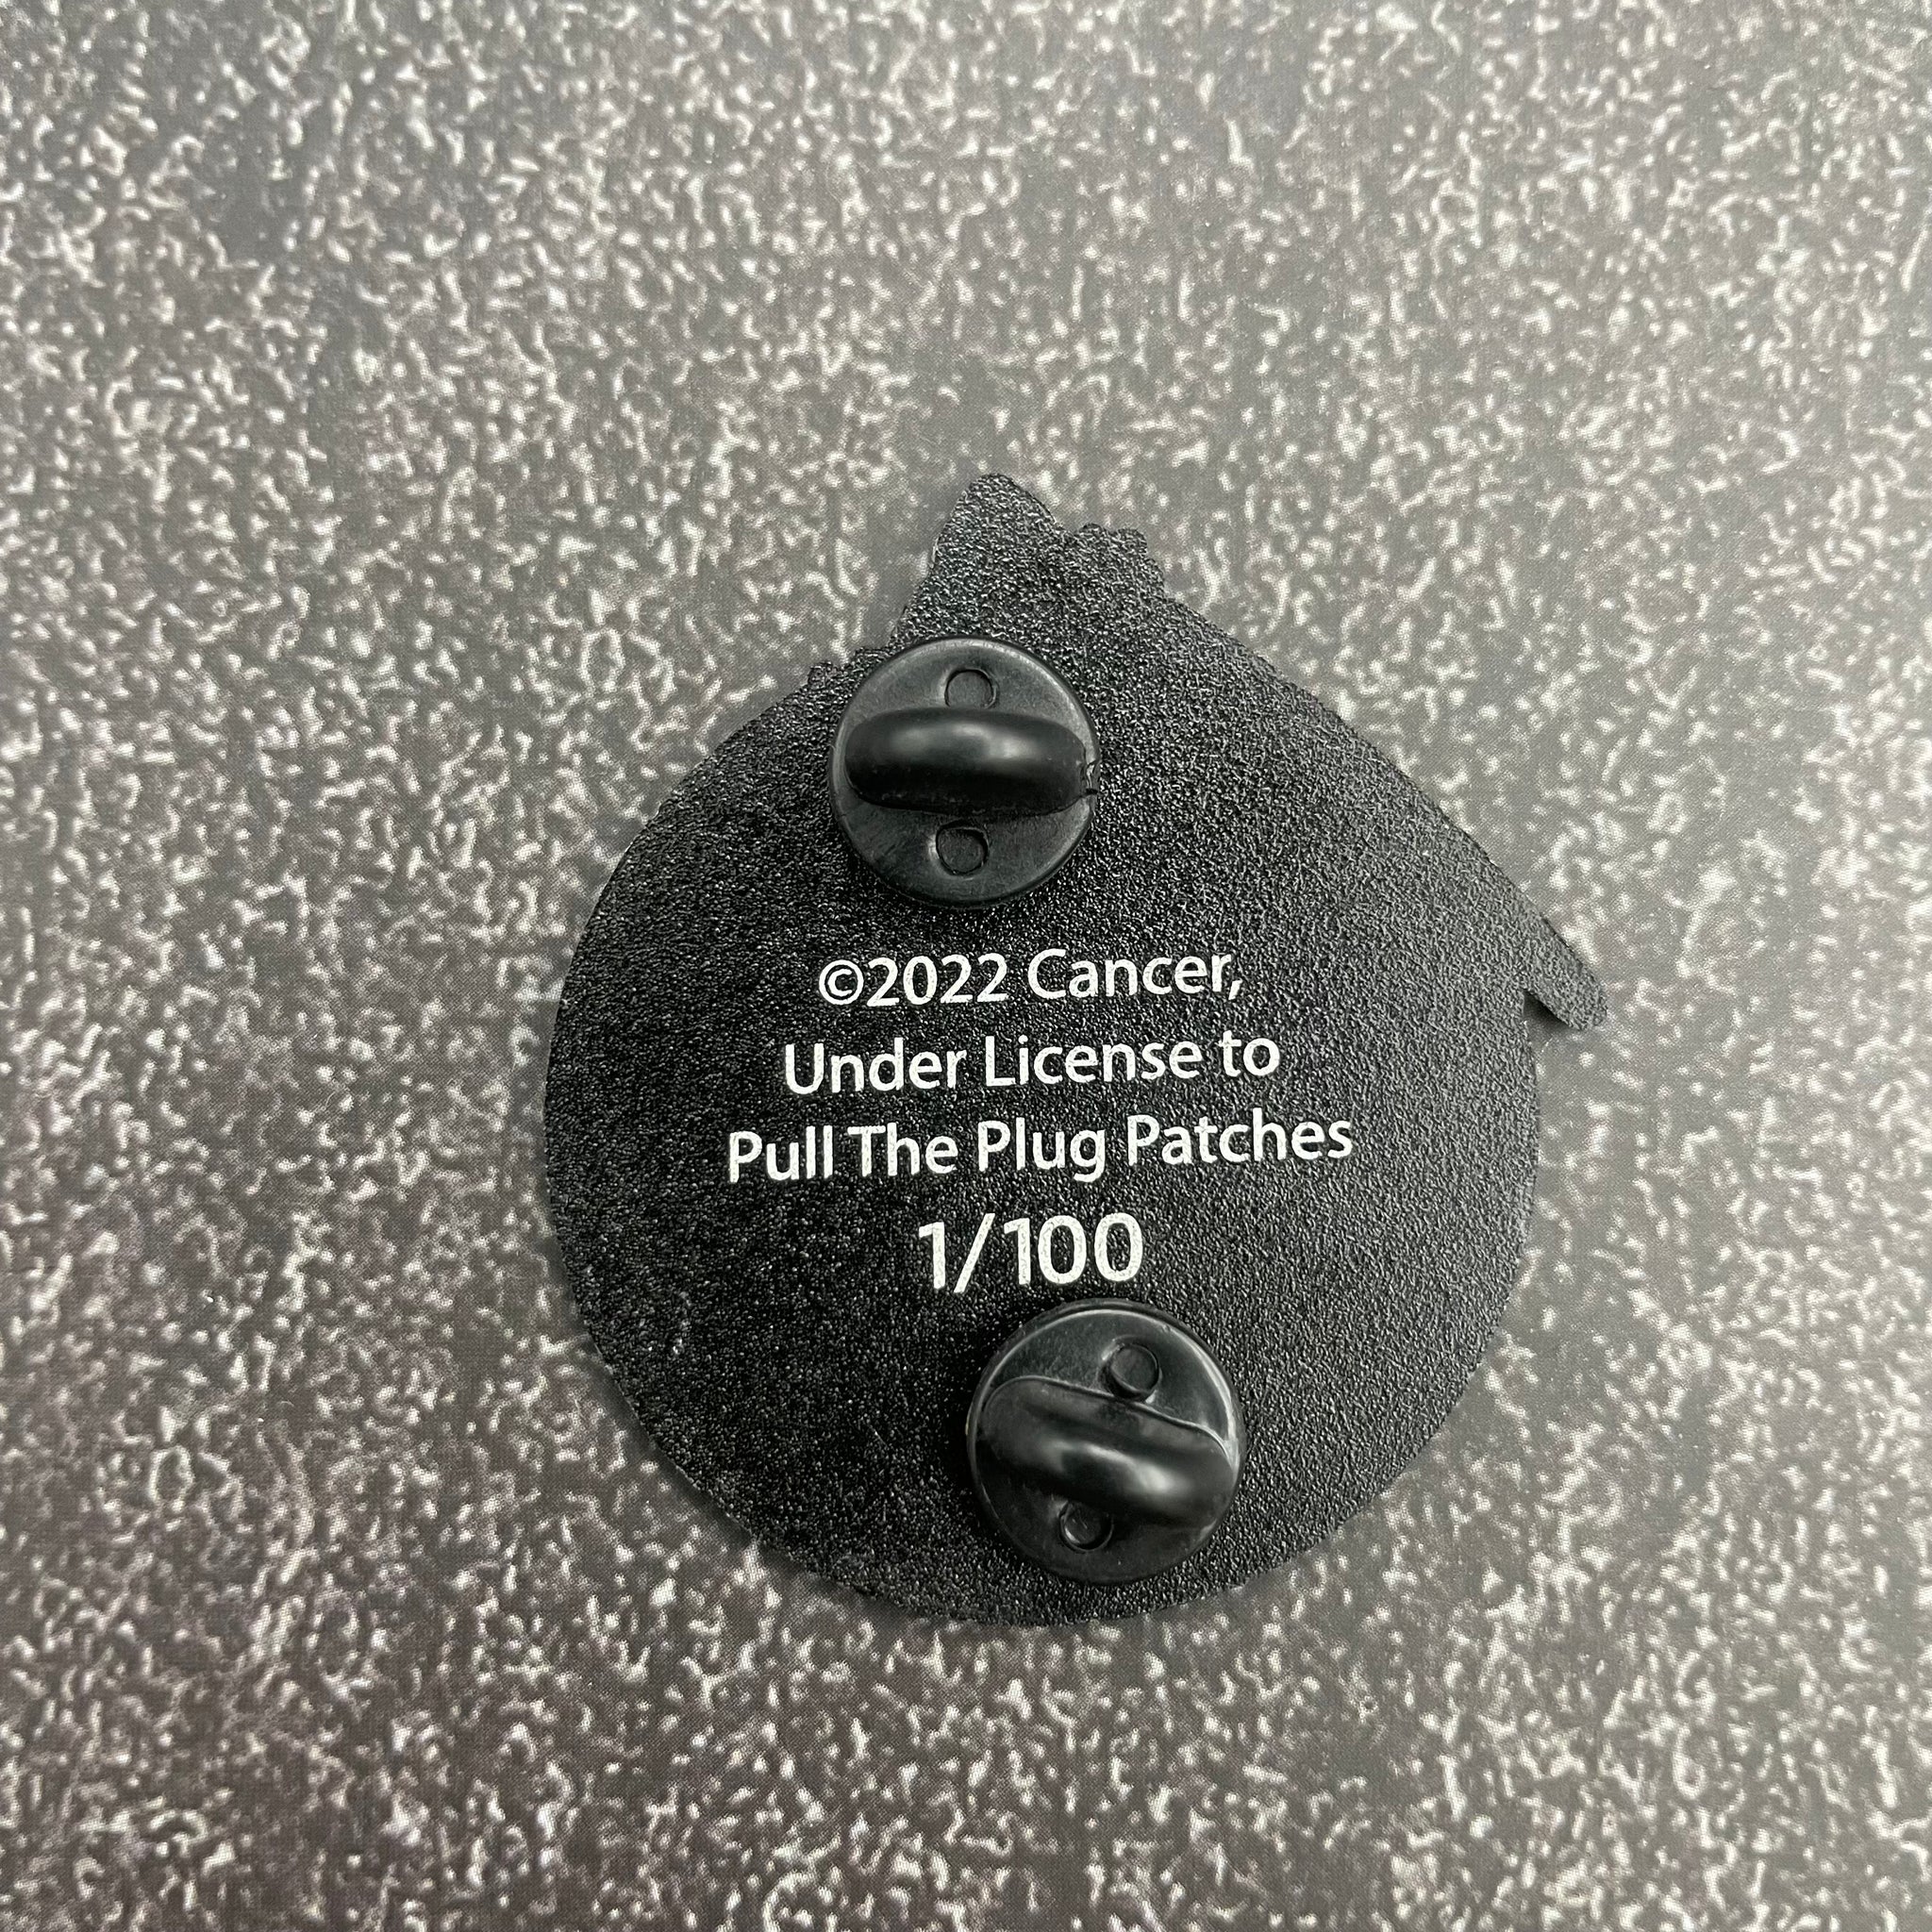 ©2022 Cancer,
Under License to
Pull The Plug Patches
1/100